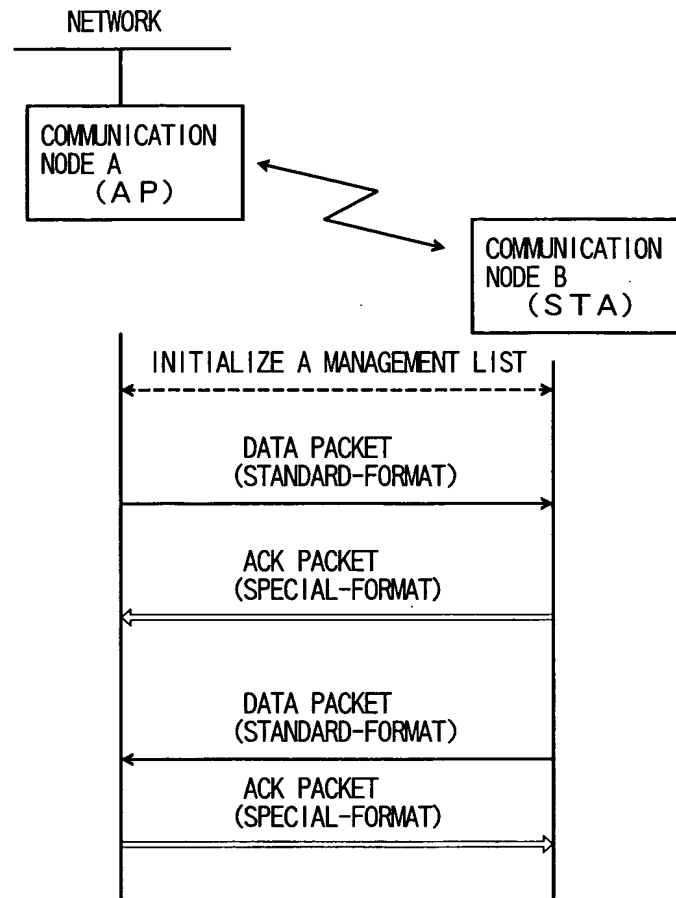 NETWORK
COMMUNICATION
NODE A
(AP)
COMMUNICATION
NODE B
(STA)
INITIALIZE A MANAGEMENT LIST
DATA PACKET
(STANDARD-FORMAT)
ACK PACKET
(SPECIAL-FORMAT)
DATA PACKET
(STANDARD-FORMAT)
ACK PACKET
(SPECIAL-FORMAT)